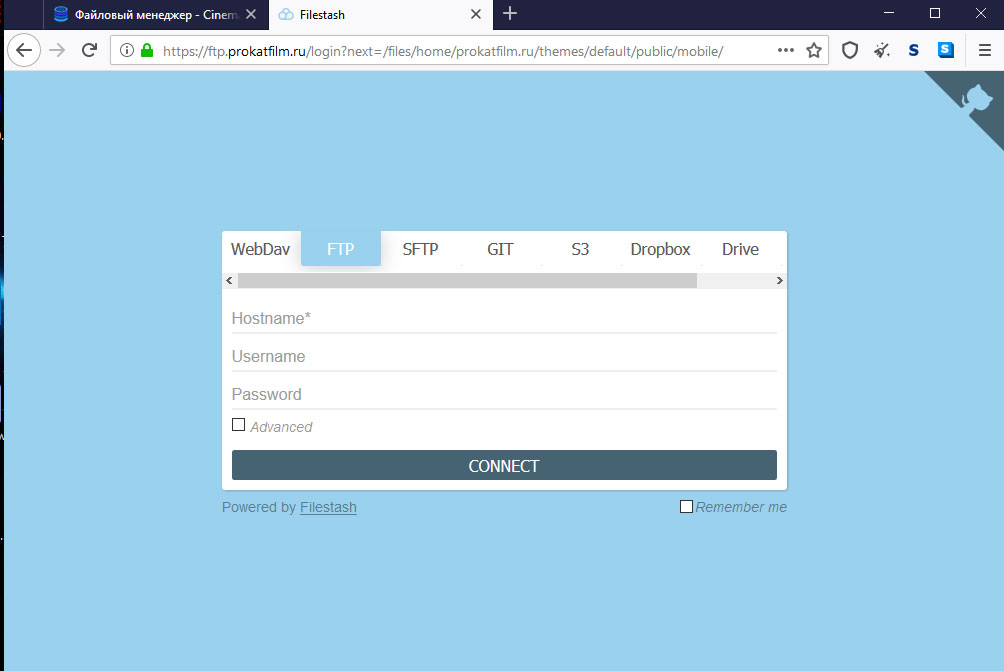 Файловый менеджер - Cinem
Filestash
https://ftp.prokatfilm.ru/login?next=/files/home/prokatfilm.ru/themes/default/public/mobile/
WebDav FTP SFTP GIT S3 Dropbox Drive
Hostname*
Username
Password
Advanced
CONNECT
Powered by Filestash
Remember me